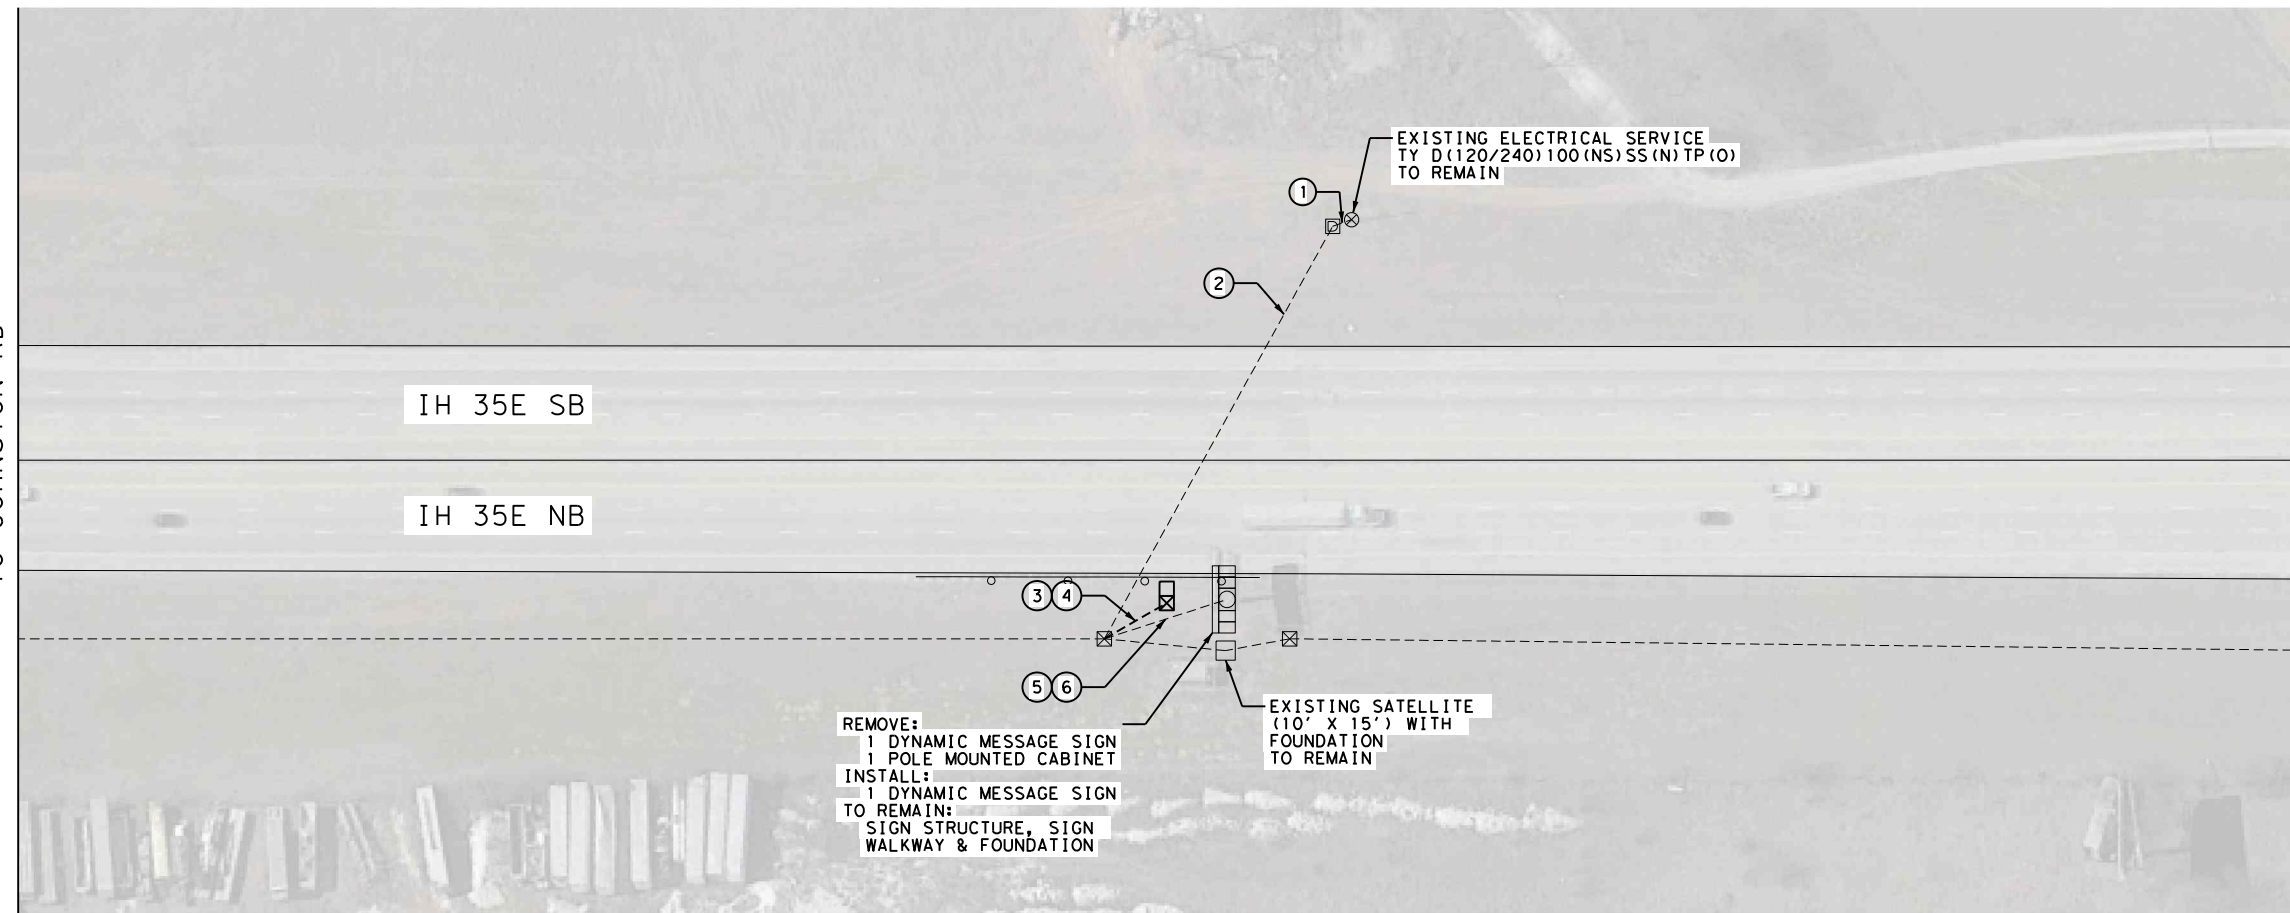 EXISTING ELECTRICAL SERVICE
TY D(120/240)100(NS)SS(N)TP(O)
TO REMAIN
1
2
IH 35E SB
IH 35E NB
3 4
5 6
REMOVE:
1 DYNAMIC MESSAGE SIGN
1 POLE MOUNTED CABINET
INSTALL:
1 DYNAMIC MESSAGE SIGN
TO REMAIN:
SIGN STRUCTURE, SIGN
WALKWAY & FOUNDATION
EXISTING SATELLITE
(10' X 15') WITH
FOUNDATION
TO REMAIN